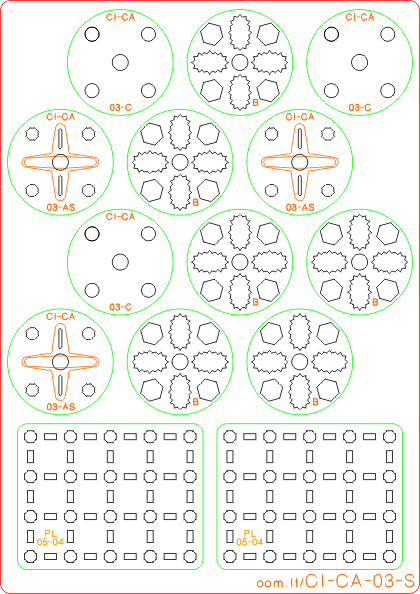 CI-CA
CI-CA
03-C
B
03-C
CI-CA
CI-CA
03-AS
B
03-AS
CI-CA
03-C
B
B
CI-CA
03-AS
B
B
PL
05-04
PL
05-04
oom.it/CI-CA-03-S